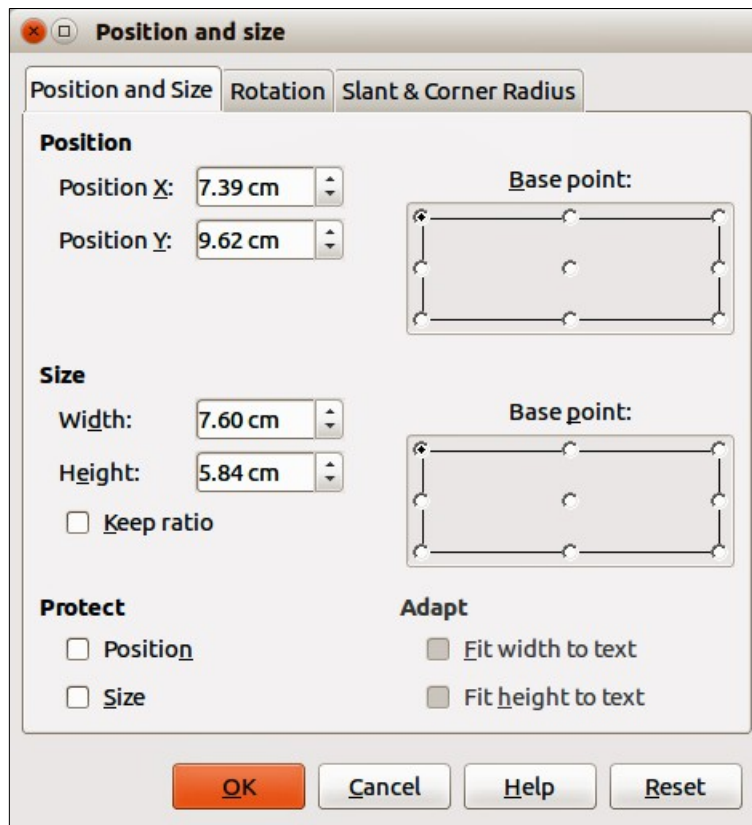 Position and size
Position and Size Rotation Slant & Corner Radius
Position
Position X: 7.39 cm
Base point:
Position Y: 9.62 cm
Size
Width: 7.60 cm
Base point:
Height: 5.84 cm
Keep ratio
Protect
Adapt
Position
Fit width to text
Size
Fit height to text
OK Cancel Help Reset